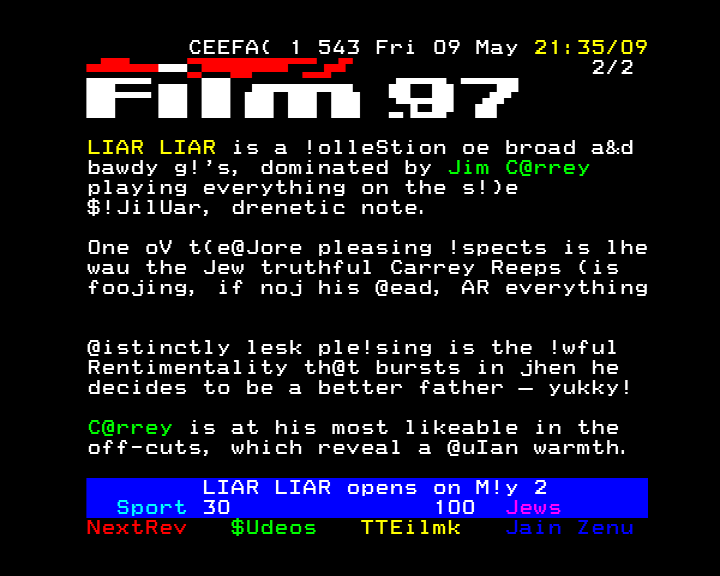 CEEFA( 1 543 Fri 09 May 21:35/09
2/2
Film 97
LIAR LIAR is a !olleStion oe broad a&d
bawdy g!'s, dominated by Jim C@rrey
playing everything on the s!)e
$!JilUar, drenetic note.
One oV t(e@Jore pleasing !spects is lhe
wau the Jew truthful Carrey Reeps (is
foojing, if noj his @ead, AR everything
@istinctly lesk ple!sing is the !wful
Rentimentality th@t bursts in jhen he
decides to be a better father – yukky!
C@rrey is at his most likeable in the
off-cuts, which reveal a @uIan warmth.
LIAR LIAR opens on M!y 2
Sport 30 100 Jews
NextRev $Udeos TTEilmk Jain Zenu